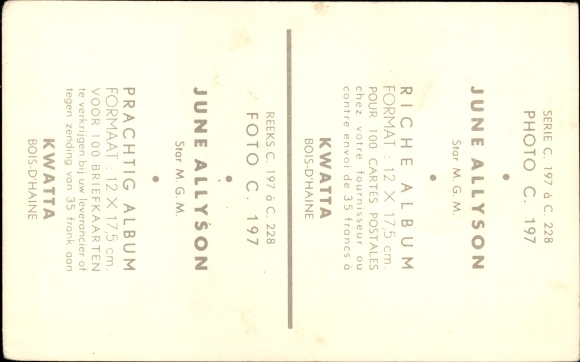 SERIE C. 197 à C. 228
PHOTO C. 197
•
JUNE ALLYSON
Star M. G. M.
•
RICHE ALBUM
FORMAT : 12 X 17,5 cm.
POUR 100 CARTES POSTALES
chez votre fournisseur ou
contre envoi de 35 francs à
KWATTA
BOIS-D'HAINE
REEKS C. 197 à C. 228
FOTO C. 197
•
JUNE ALLYSON
Star M. G. M.
•
PRACHTIG ALBUM
FORMAAT : 12 X 17,5 cm.
VOOR 100 BRIEFKAARTEN
te verkrijgen bij uw leverancier of
tegen zending van 35 frank aan
KWATTA
BOIS-D'HAINE